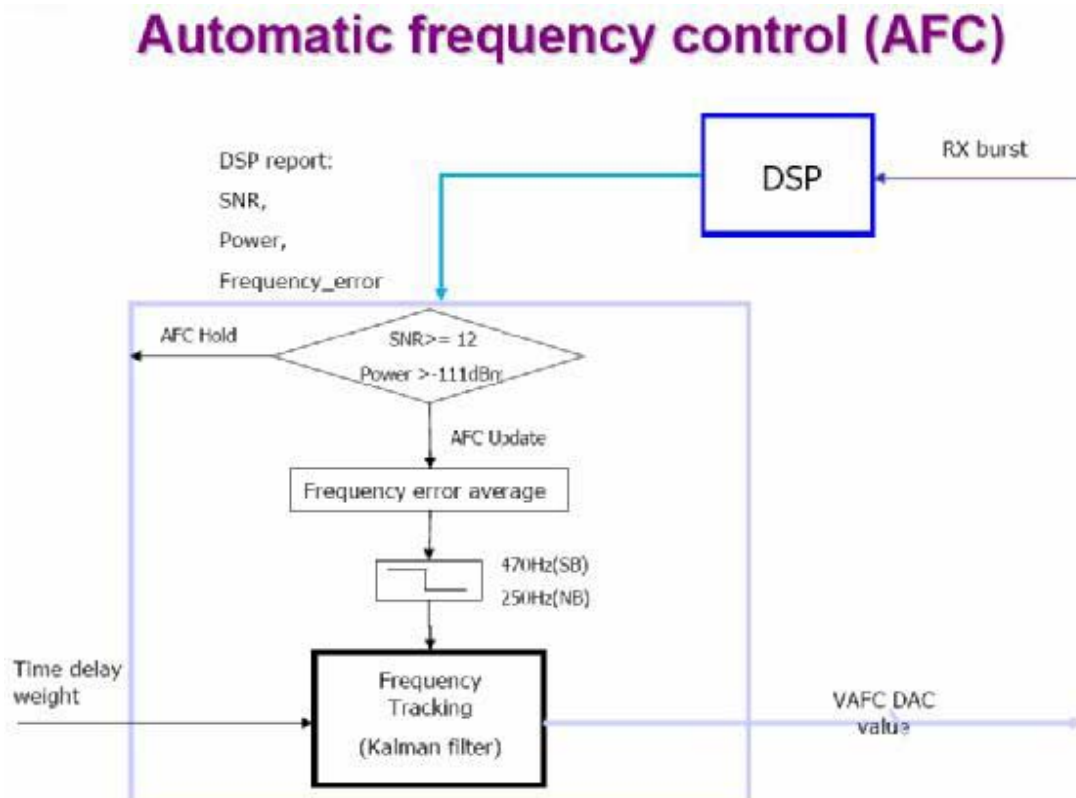 Automatic frequency control (AFC)
RX burst
DSP
DSP report:
SNR,
Power,
Frequency_error
AFC Hold
SNR>= 12
Power >-111dBm
AFC Update
Frequency error average
470Hz(SB)
250Hz(NB)
Time delay
weight
Frequency
Tracking
(Kalman filter)
VAFC DAC
value